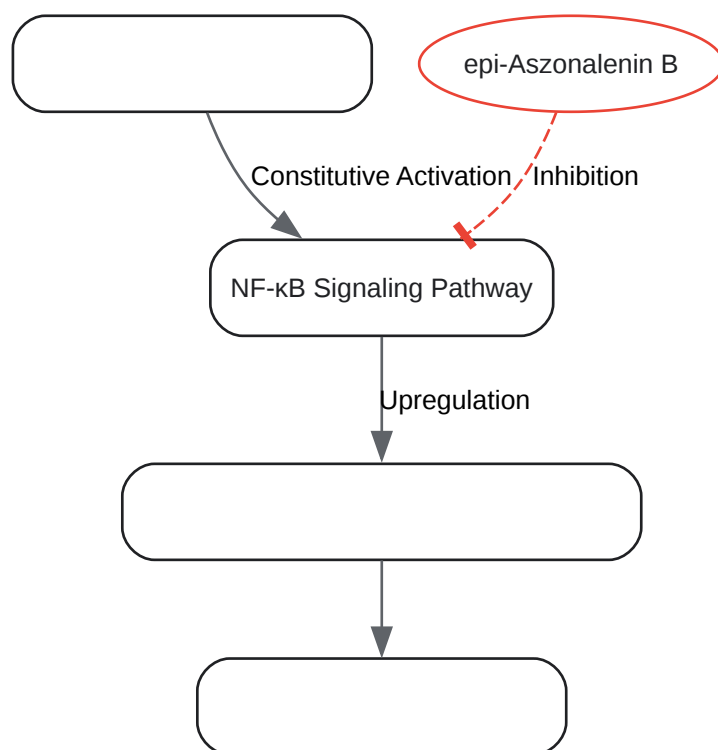 epi-Aszonalenin B
Constitutive Activation
Inhibition
NF-κB Signaling Pathway
Upregulation